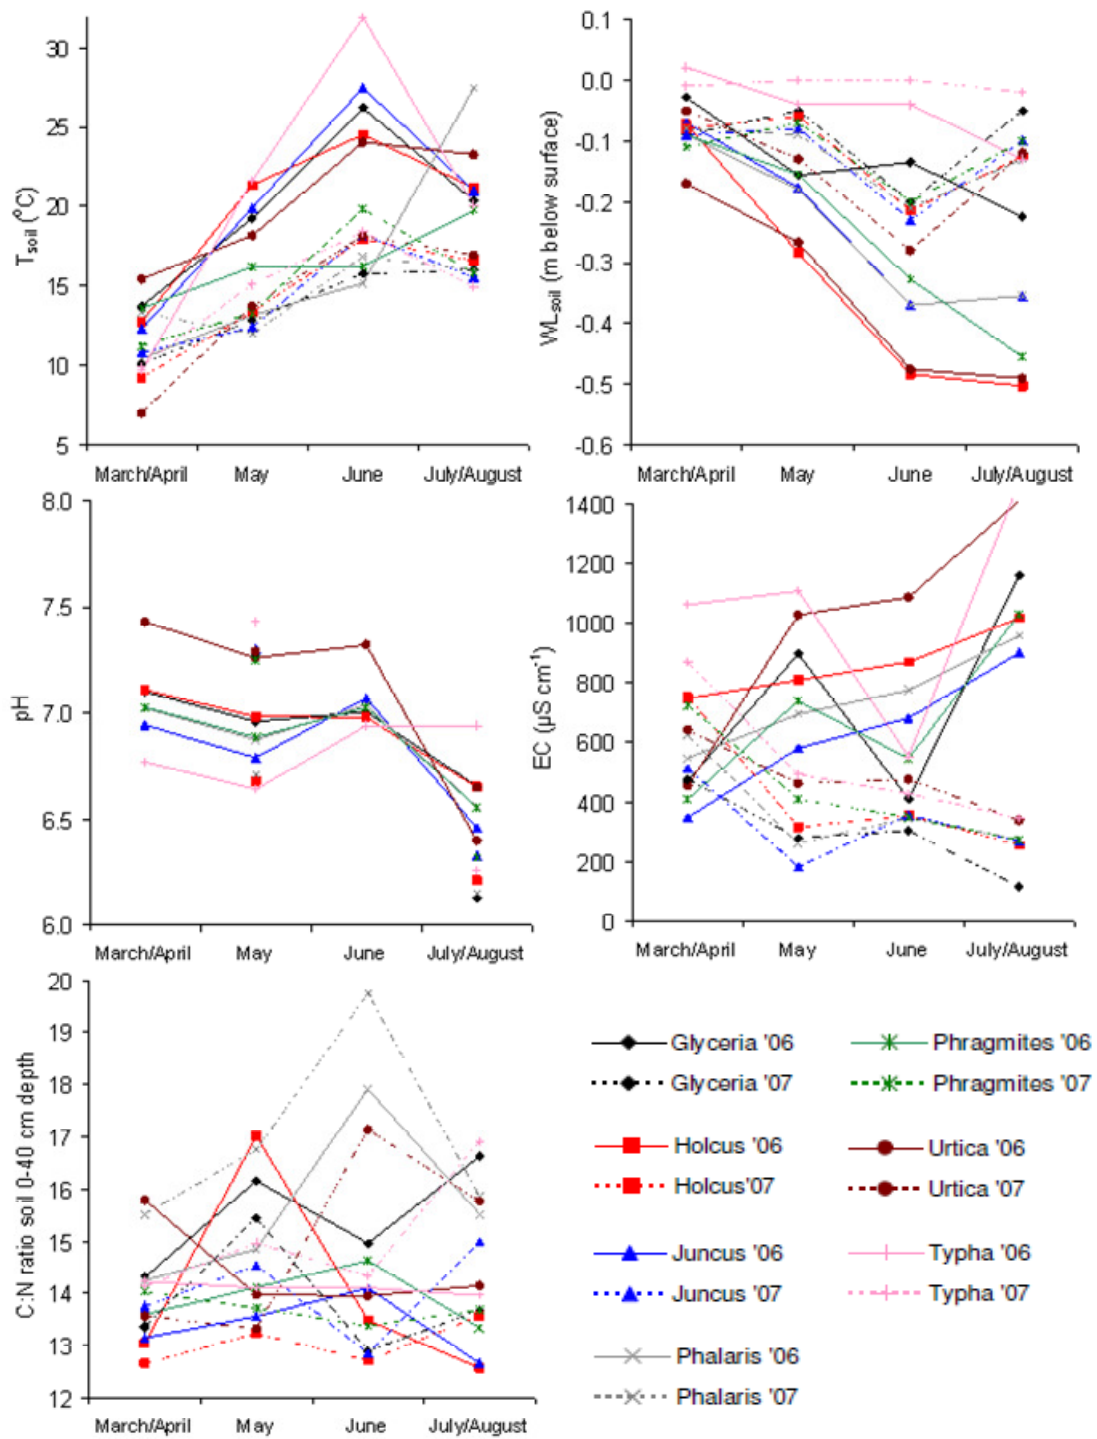 T_soil (°C)
30
25
20
15
10
5
March/April May June July/August
WL_soil (m below surface)
0.1
0.0
-0.1
-0.2
-0.3
-0.4
-0.5
-0.6
March/April May June July/August
pH
8.0
7.5
7.0
6.5
6.0
March/April May June July/August
EC (µS cm⁻¹)
1400
1200
1000
800
600
400
200
0
March/April May June July/August
C:N ratio soil 0-40 cm depth
20
19
18
17
16
15
14
13
12
March/April May June July/August
Glyceria '06
Glyceria '07
Holcus '06
Holcus'07
Juncus '06
Juncus '07
Phalaris '06
Phalaris '07
Phragmites '06
Phragmites '07
Urtica '06
Urtica '07
Typha '06
Typha '07